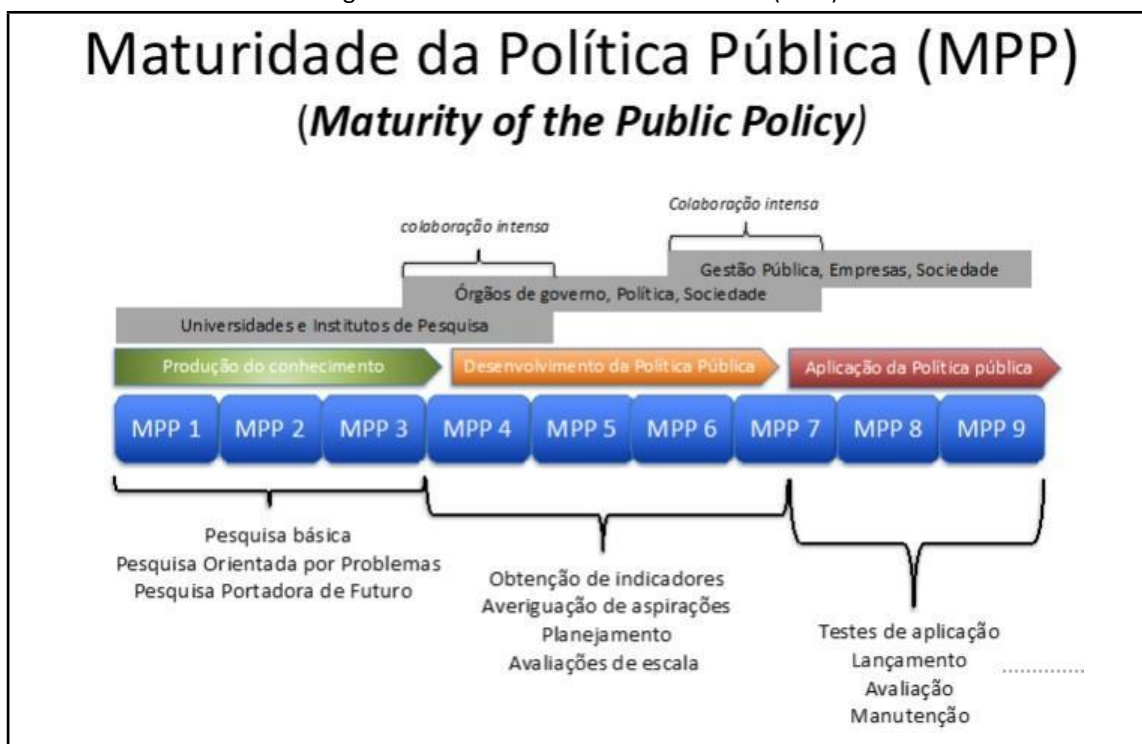 Maturidade da Política Pública (MPP)
(Maturity of the Public Policy)
Colaboração intensa
colaboração intensa
Gestão Pública, Empresas, Sociedade
Órgãos de governo, Política, Sociedade
Universidades e Institutos de Pesquisa
Produção do conhecimento
Desenvolvimento da Política Pública
Aplicação da Política pública
MPP 1
MPP 2
MPP 3
MPP 4
MPP 5
MPP 6
MPP 7
MPP 8
MPP 9
Pesquisa básica
Pesquisa Orientada por Problemas
Pesquisa Portadora de Futuro
Obtenção de indicadores
Averiguação de aspirações
Planejamento
Avaliações de escala
Testes de aplicação
Lançamento
Avaliação
Manutenção